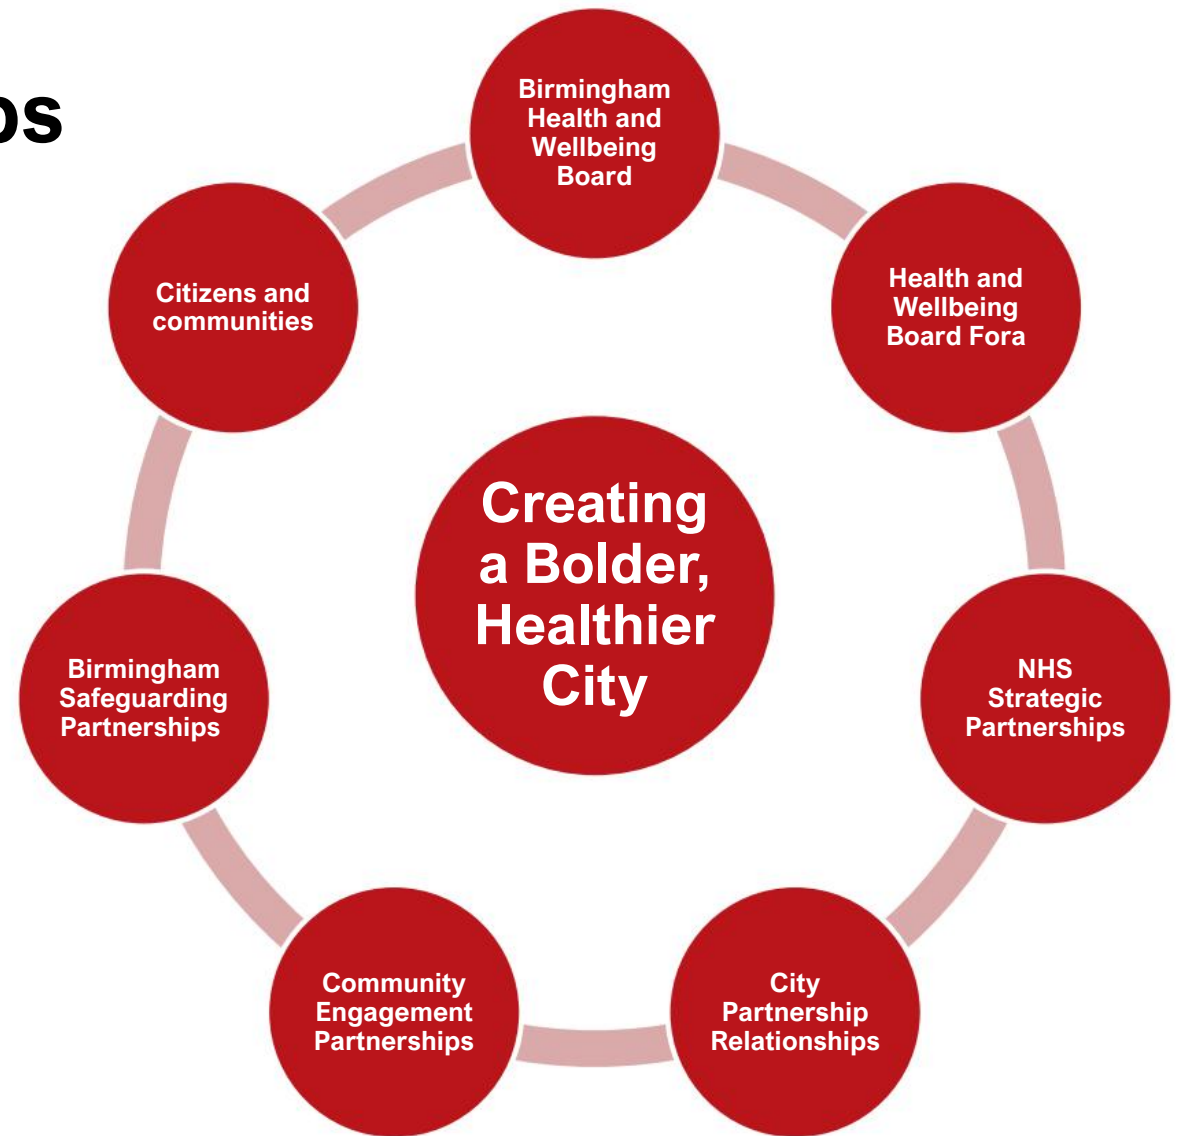 Birmingham
Health and
Wellbeing
Board
Health and
Wellbeing
Board Fora
NHS
Strategic
Partnerships
City
Partnership
Relationships
Community
Engagement
Partnerships
Birmingham
Safeguarding
Partnerships
Citizens and
communities
Creating
a Bolder,
Healthier
City